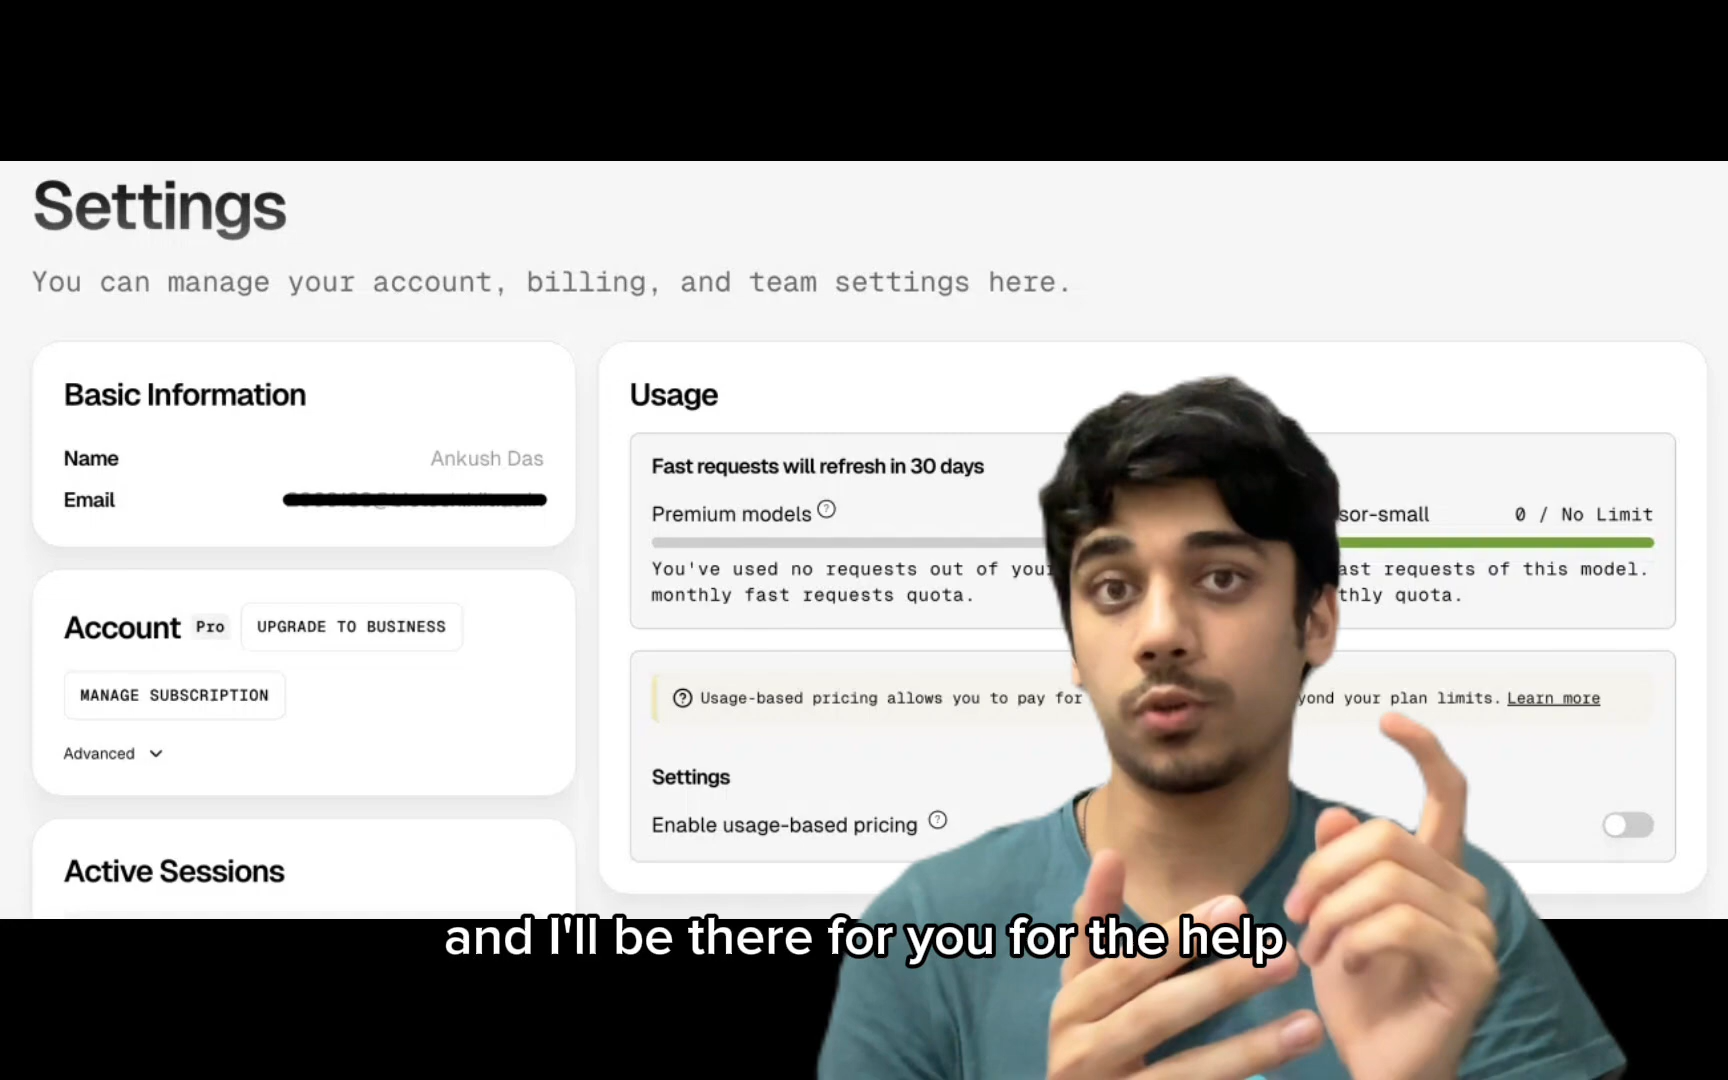 Settings
You can manage your account, billing, and team settings here.
Basic Information
Name Ankush Das
Email
Account Pro UPGRADE TO BUSINESS
MANAGE SUBSCRIPTION
Advanced
Active Sessions
Usage
Fast requests will refresh in 30 days
Premium models
You've used no requests out of your
monthly fast requests quota.
sor-small 0 / No Limit
ast requests of this model.
thly quota.
Usage-based pricing allows you to pay for yond your plan limits. Learn more
Settings
Enable usage-based pricing
and I'll be there for you for the help